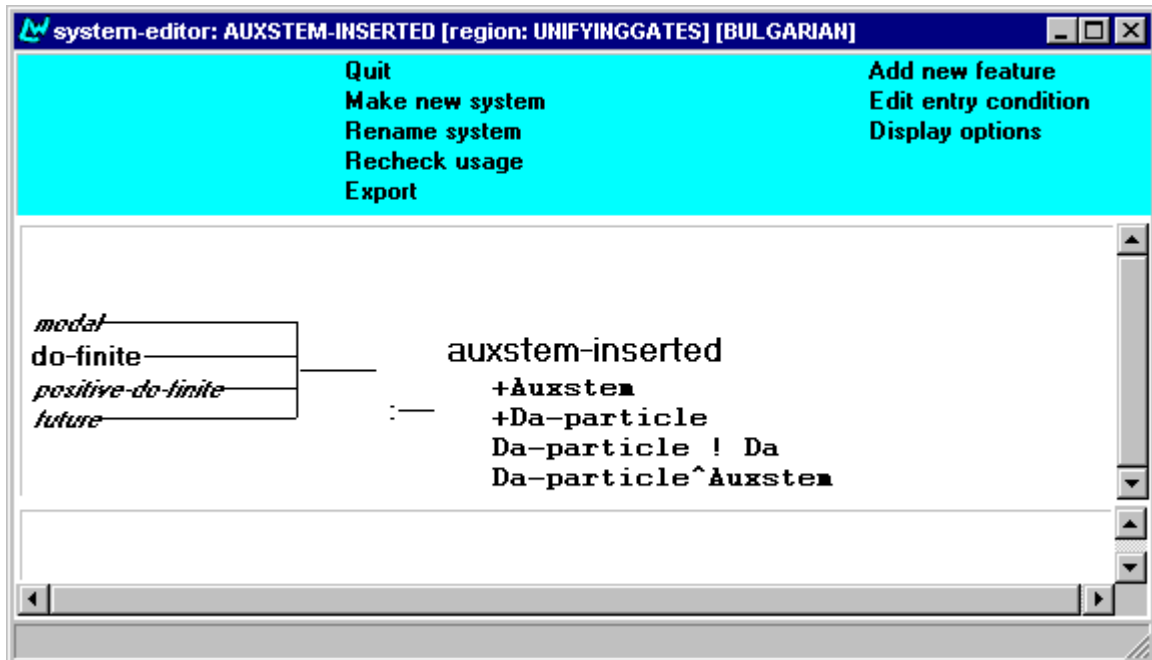 system-editor: AUXSTEM-INSERTED [region: UNIFYINGGATES] [BULGARIAN]
Quit
Make new system
Rename system
Recheck usage
Export
Add new feature
Edit entry condition
Display options
modal
do-finite
positive-do-finite
future
auxstem-inserted
:
+Auxstem
+Da-particle
Da-particle ! Da
Da-particle^Auxstem